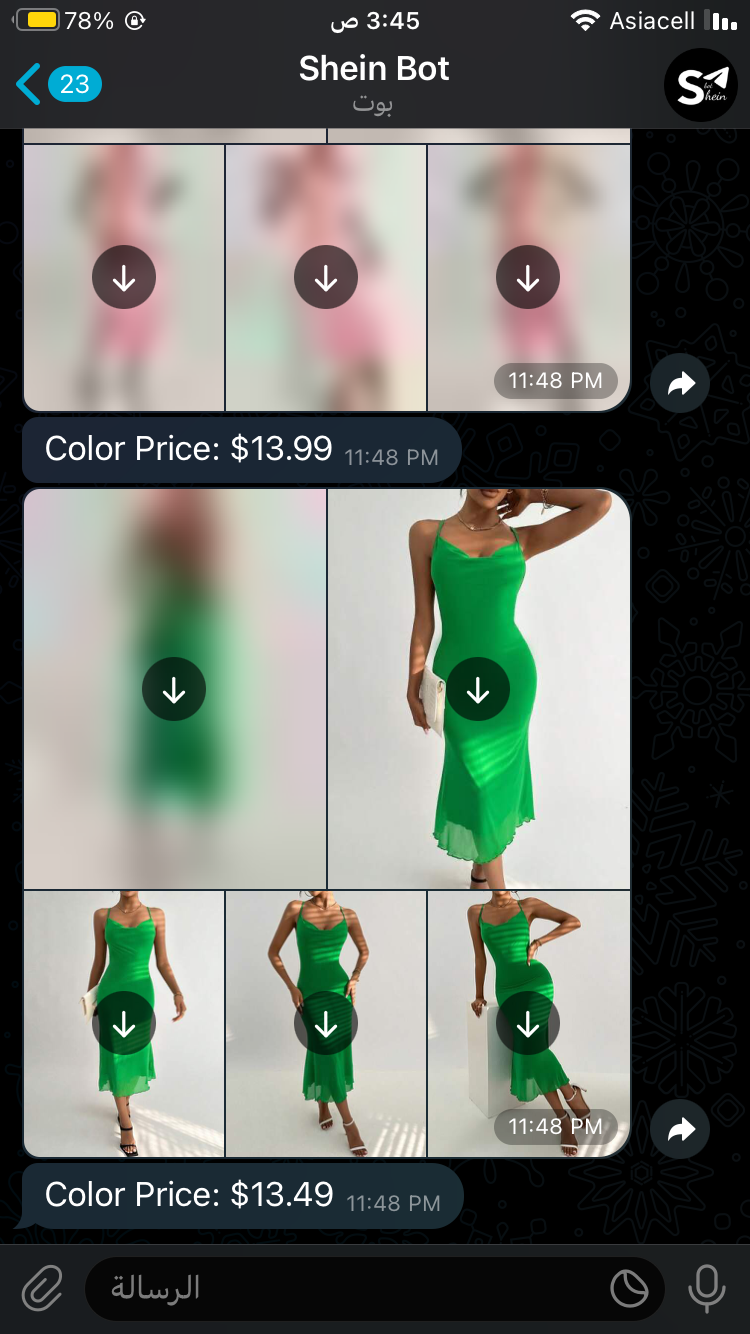 78%
3:45 ص
Asiacell
23
Shein Bot
بوت
S bot hein
11:48 PM
Color Price: $13.99 11:48 PM
11:48 PM
Color Price: $13.49 11:48 PM
الرسالة